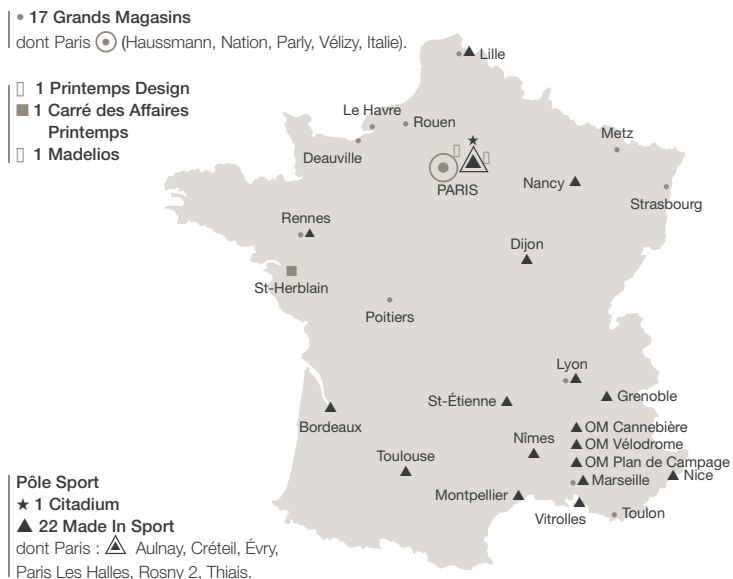 • 17 Grands Magasins
dont Paris (Haussmann, Nation, Parly, Vélizy, Italie).
▯ 1 Printemps Design
■ 1 Carré des Affaires
Printemps
▯ 1 Madelios
Lille
Le Havre
Rouen
Deauville
Metz
PARIS
Nancy
Strasbourg
Rennes
Dijon
St-Herblain
Poitiers
Lyon
Grenoble
St-Étienne
Bordeaux
OM Cannebière
Nîmes
OM Vélodrome
Toulouse
OM Plan de Campage
Marseille
Nice
Montpellier
Vitrolles
Toulon
Pôle Sport
★ 1 Citadium
▲ 22 Made In Sport
dont Paris : Aulnay, Créteil, Évry,
Paris Les Halles, Rosny 2, Thiais.